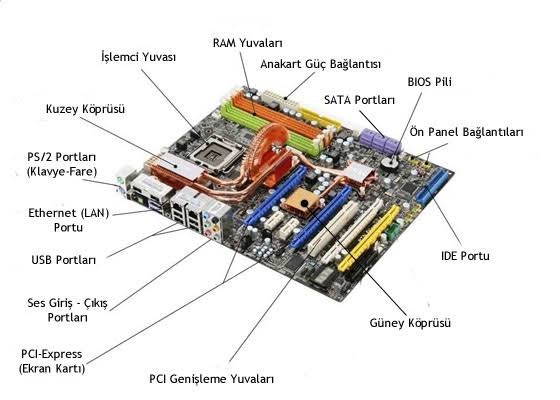 RAM Yuvaları
İşlemci Yuvası
Anakart Güç Bağlantısı
BIOS Pili
SATA Portları
Kuzey Köprüsü
Ön Panel Bağlantıları
PS/2 Portları
(Klavye-Fare)
Ethernet (LAN)
Portu
USB Portları
IDE Portu
Ses Giriş - Çıkış
Portları
Güney Köprüsü
PCI-Express
(Ekran Kartı)
PCI Genişleme Yuvaları